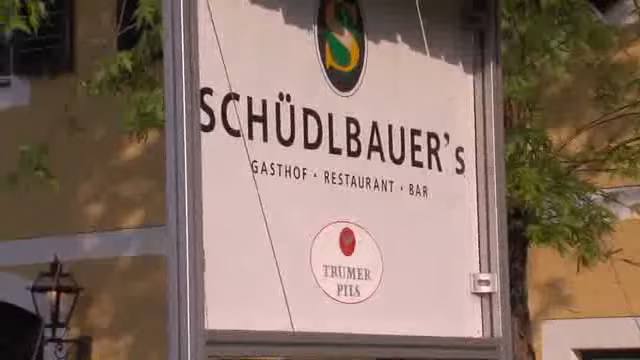 S
SCHÜDLBAUER's
GASTHOF · RESTAURANT · BAR
TRUMER
PILS